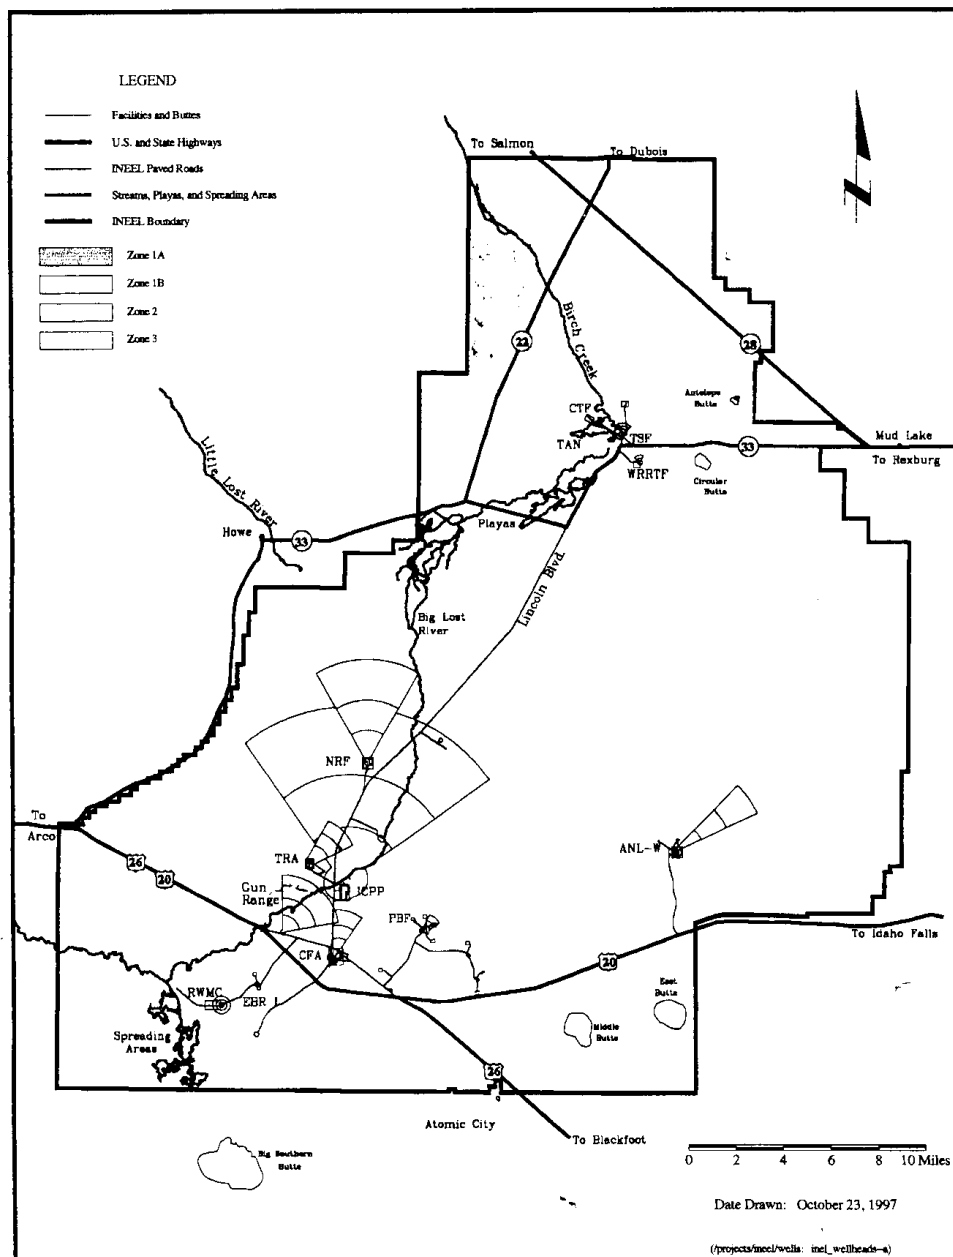 LEGEND
Facilities and Buttes
U.S. and State Highways
INEEL Paved Roads
Streams, Playas, and Spreading Areas
INEEL Boundary
Zone 1A
Zone 1B
Zone 2
Zone 3
To Salmon
To Dubois
Birch Creek
22
28
Antelope
Butte
CTF
TAN
TSF
WRRTF
33
Mud Lake
To Rexburg
Circular
Butte
Little Lost River
Howe
33
Playas
Lincoln Blvd.
Big Lost
River
NRF
To
Arco
26
20
TRA
ICPP
Gun
Range
ANL-W
PBF
CFA
To Idaho Falls
20
RWMC
EBR I
East
Butte
Middle
Butte
Spreading
Areas
26
Atomic City
To Blackfoot
Big Southern
Butte
0 2 4 6 8 10 Miles
Date Drawn: October 23, 1997
(/projects/ineel/wells: inel_wellheads-a)